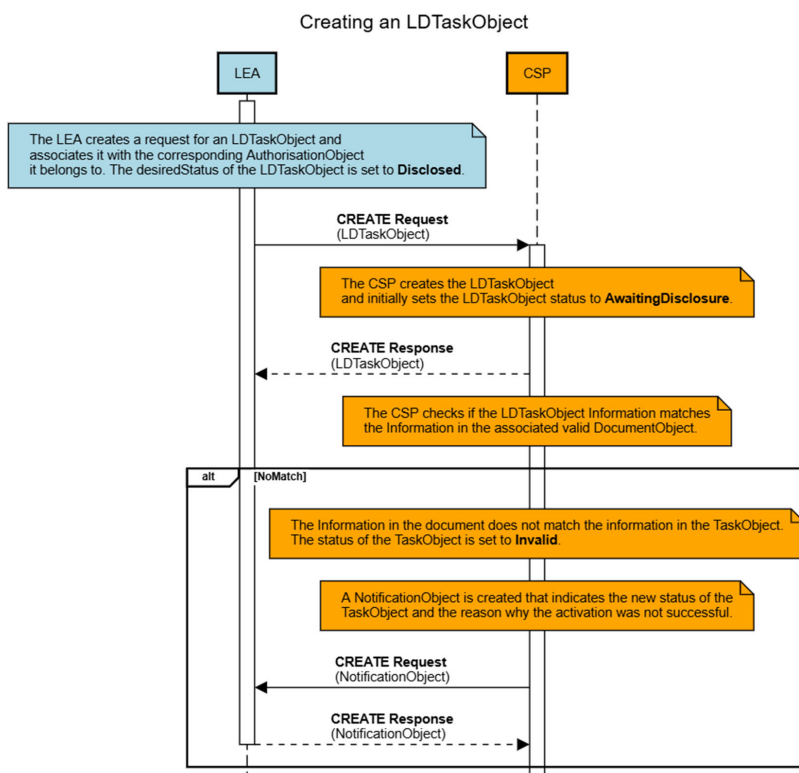 Creating an LDTaskObject
LEA
CSP
The LEA creates a request for an LDTaskObject and
associates it with the corresponding AuthorisationObject
it belongs to. The desiredStatus of the LDTaskObject is set to Disclosed.
CREATE Request
(LDTaskObject)
The CSP creates the LDTaskObject
and initially sets the LDTaskObject status to AwaitingDisclosure.
CREATE Response
(LDTaskObject)
The CSP checks if the LDTaskObject Information matches
the Information in the associated valid DocumentObject.
alt [NoMatch]
The Information in the document does not match the information in the TaskObject.
The status of the TaskObject is set to Invalid.
A NotificationObject is created that indicates the new status of the
TaskObject and the reason why the activation was not successful.
CREATE Request
(NotificationObject)
CREATE Response
(NotificationObject)